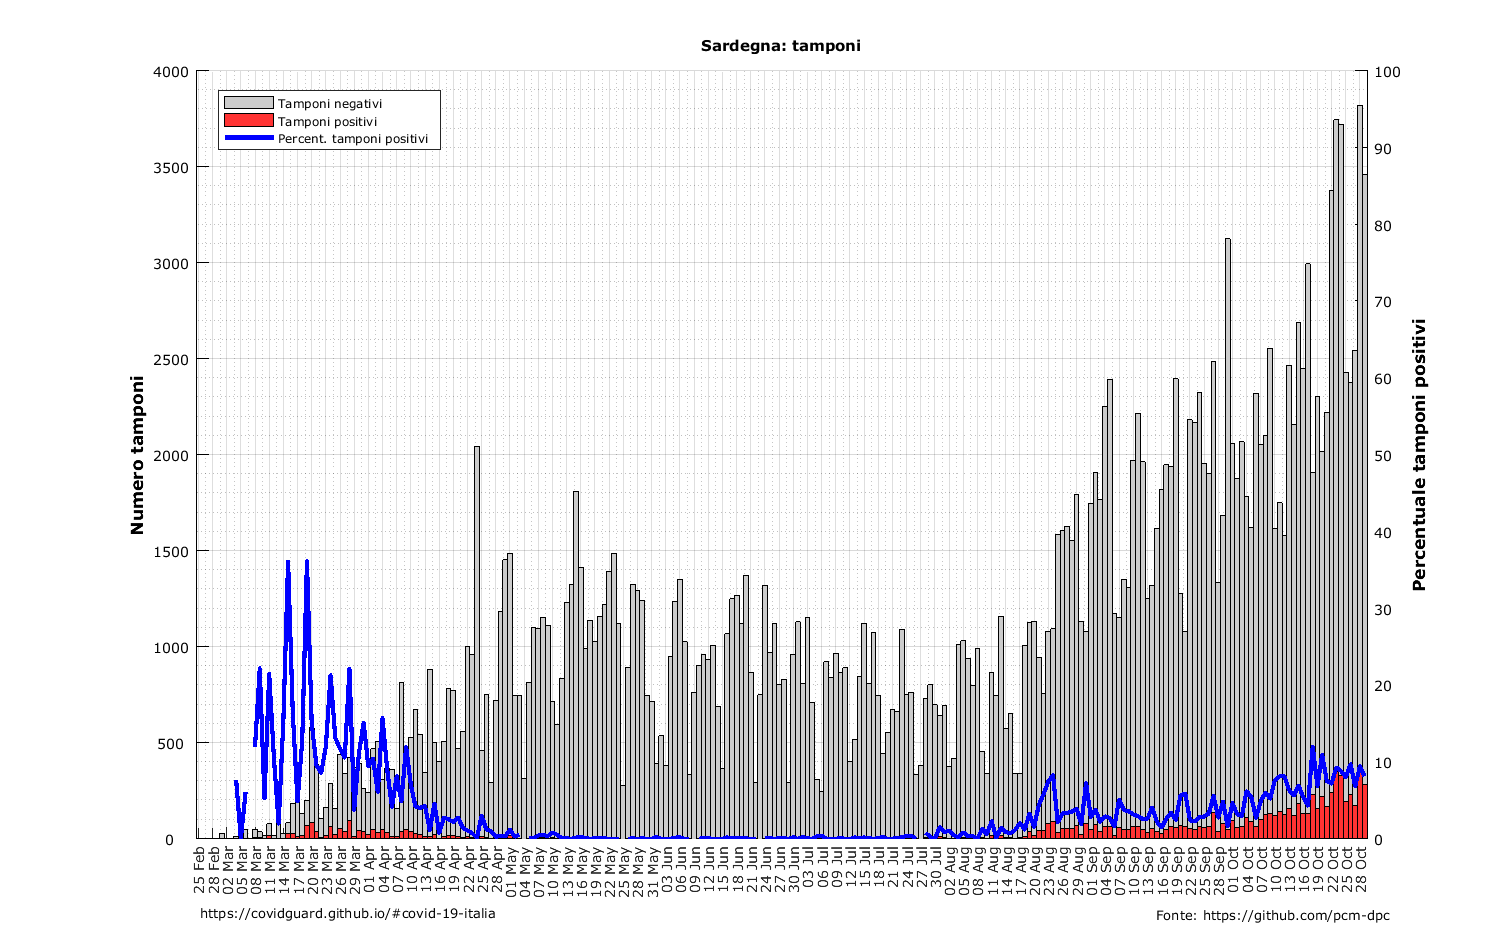 Sardegna: tamponi
4000
3500
3000
2500
2000
1500
1000
500
0
100
90
80
70
60
50
40
30
20
10
0
Tamponi negativi
Tamponi positivi
Percent. tamponi positivi
Numero tamponi
Percentuale tamponi positivi
25 Feb
28 Feb
02 Mar
05 Mar
08 Mar
11 Mar
14 Mar
17 Mar
20 Mar
23 Mar
26 Mar
29 Mar
01 Apr
04 Apr
07 Apr
10 Apr
13 Apr
16 Apr
19 Apr
22 Apr
25 Apr
28 Apr
01 May
04 May
07 May
10 May
13 May
16 May
19 May
22 May
25 May
28 May
31 May
03 Jun
06 Jun
09 Jun
12 Jun
15 Jun
18 Jun
21 Jun
24 Jun
27 Jun
30 Jun
03 Jul
06 Jul
09 Jul
12 Jul
15 Jul
18 Jul
21 Jul
24 Jul
27 Jul
30 Jul
02 Aug
05 Aug
08 Aug
11 Aug
14 Aug
17 Aug
20 Aug
23 Aug
26 Aug
29 Aug
01 Sep
04 Sep
07 Sep
10 Sep
13 Sep
16 Sep
19 Sep
22 Sep
25 Sep
28 Sep
01 Oct
04 Oct
07 Oct
10 Oct
13 Oct
16 Oct
19 Oct
22 Oct
25 Oct
28 Oct
https://covidguard.github.io/#covid-19-italia
Fonte: https://github.com/pcm-dpc